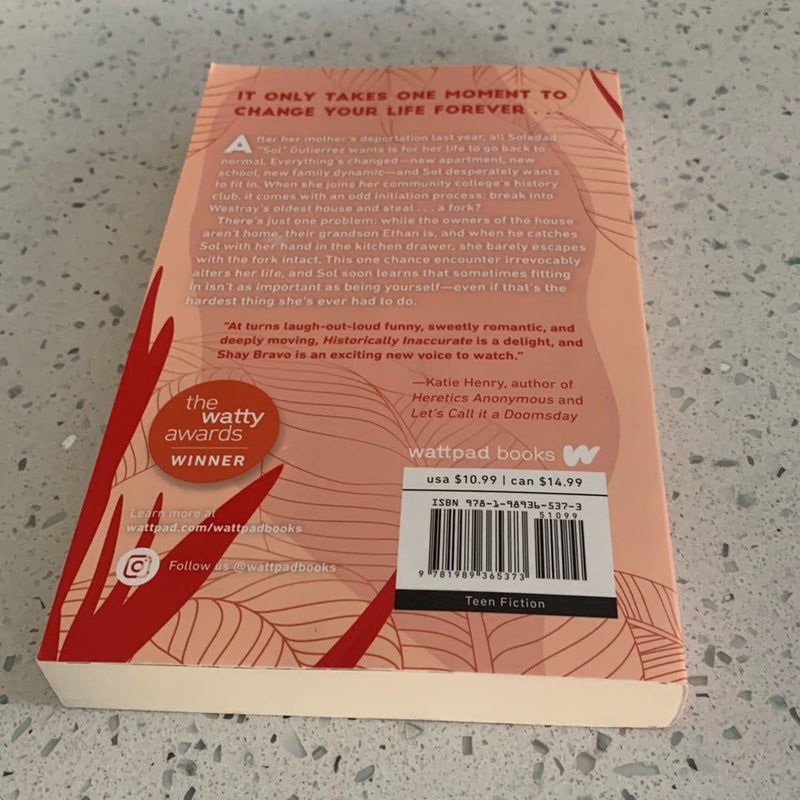 IT ONLY TAKES ONE MOMENT TO
CHANGE YOUR LIFE FOREVER . . .
After her mother's deportation last year, all Soledad
"Sol" Gutierrez wants is for her life to go back to
normal. Everything's changed—new apartment, new
school, new family dynamic—and Sol desperately wants
to fit in. When she joins her community college's history
club, it comes with an odd initiation process: break into
Westray's oldest house and steal . . . a fork?
There's just one problem: while the owners of the house
aren't home, their grandson Ethan is, and when he catches
Sol with her hand in the kitchen drawer, she barely escapes
with the fork intact. This one chance encounter irrevocably
alters her life, and Sol soon learns that sometimes fitting
in isn't as important as being yourself—even if that's the
hardest thing she's ever had to do.
"At turns laugh-out-loud funny, sweetly romantic, and
deeply moving, Historically Inaccurate is a delight, and
Shay Bravo is an exciting new voice to watch."
—Katie Henry, author of
Heretics Anonymous and
Let's Call it a Doomsday
the
watty
awards
WINNER
wattpad books W
usa $10.99 | can $14.99
ISBN 978-1-98936-537-3
51099
9 781989 365373
Teen Fiction
Learn more at
wattpad.com/wattpadbooks
Follow us @wattpadbooks